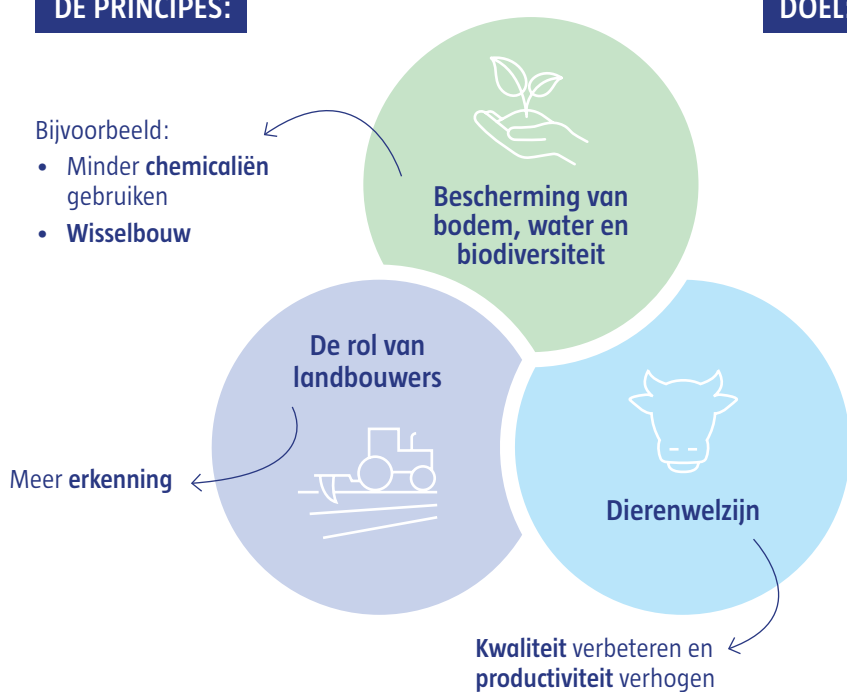 DE PRINCIPES:
Bijvoorbeeld:
• Minder chemicaliën
gebruiken
• Wisselbouw
Bescherming van
bodem, water en
biodiversiteit
De rol van
landbouwers
Meer erkenning
Dierenwelzijn
Kwaliteit verbeteren en
productiviteit verhogen